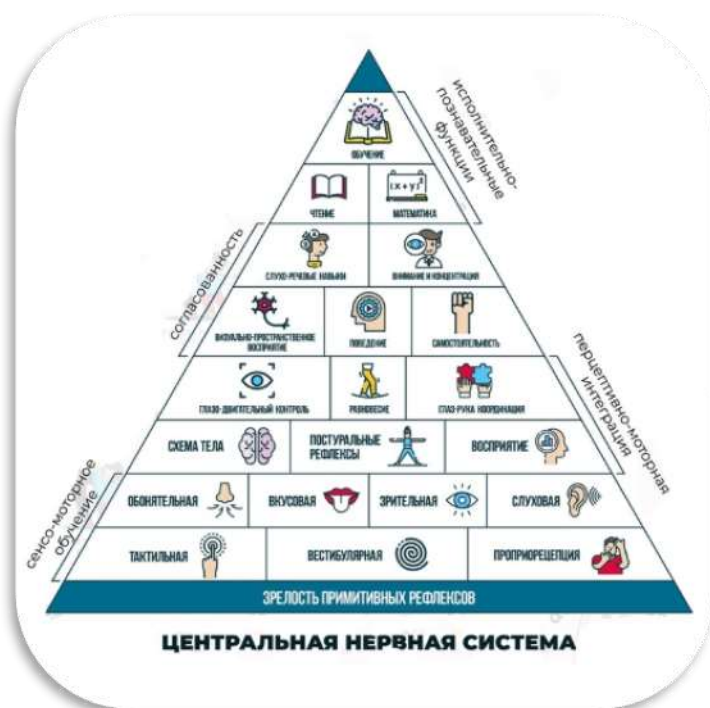 исполнительно-
познавательные
функции
ОБУЧЕНИЕ
(x+y)²
ЧТЕНИЕ
МАТЕМАТИКА
согласованность
СЛУХО-РЕЧЕВЫЕ НАВЫКИ
ВНИМАНИЕ И КОНЦЕНТРАЦИЯ
ВИЗУАЛЬНО-ПРОСТРАНСТВЕННОЕ
ВОСПРИЯТИЕ
ПОВЕДЕНИЕ
САМОСТОЯТЕЛЬНОСТЬ
перцептивно-моторная
интеграция
ГЛАЗО-ДВИГАТЕЛЬНЫЙ КОНТРОЛЬ
РАВНОВЕСИЕ
ГЛАЗ-РУКА КООРДИНАЦИЯ
СХЕМА ТЕЛА
ПОСТУРАЛЬНЫЕ
РЕФЛЕКСЫ
ВОСПРИЯТИЕ
сенсо-моторное
обучение
ОБОНЯТЕЛЬНАЯ
ВКУСОВАЯ
ЗРИТЕЛЬНАЯ
СЛУХОВАЯ
ТАКТИЛЬНАЯ
ВЕСТИБУЛЯРНАЯ
ПРОПРИОРЕЦЕПЦИЯ
ЗРЕЛОСТЬ ПРИМИТИВНЫХ РЕФЛЕКСОВ
ЦЕНТРАЛЬНАЯ НЕРВНАЯ СИСТЕМА